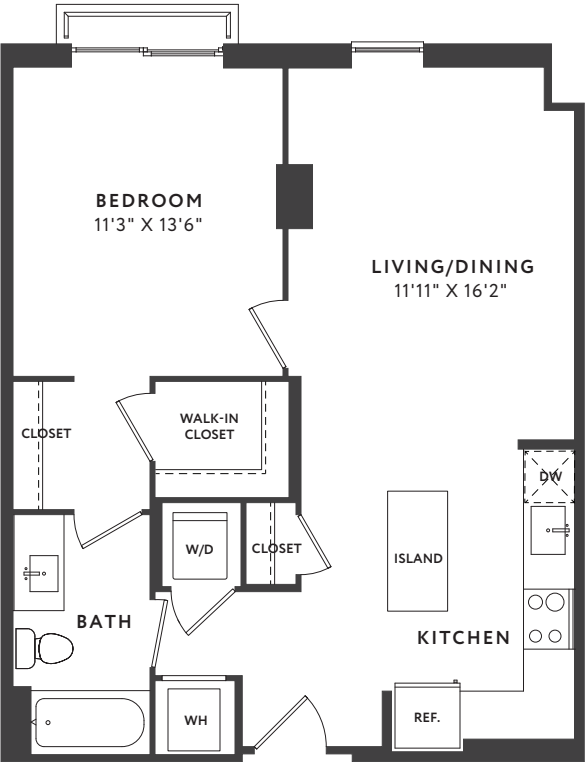 BEDROOM
11'3" X 13'6"
LIVING/DINING
11'11" X 16'2"
CLOSET
WALK-IN
CLOSET
DW
W/D
CLOSET
ISLAND
BATH
KITCHEN
WH
REF.